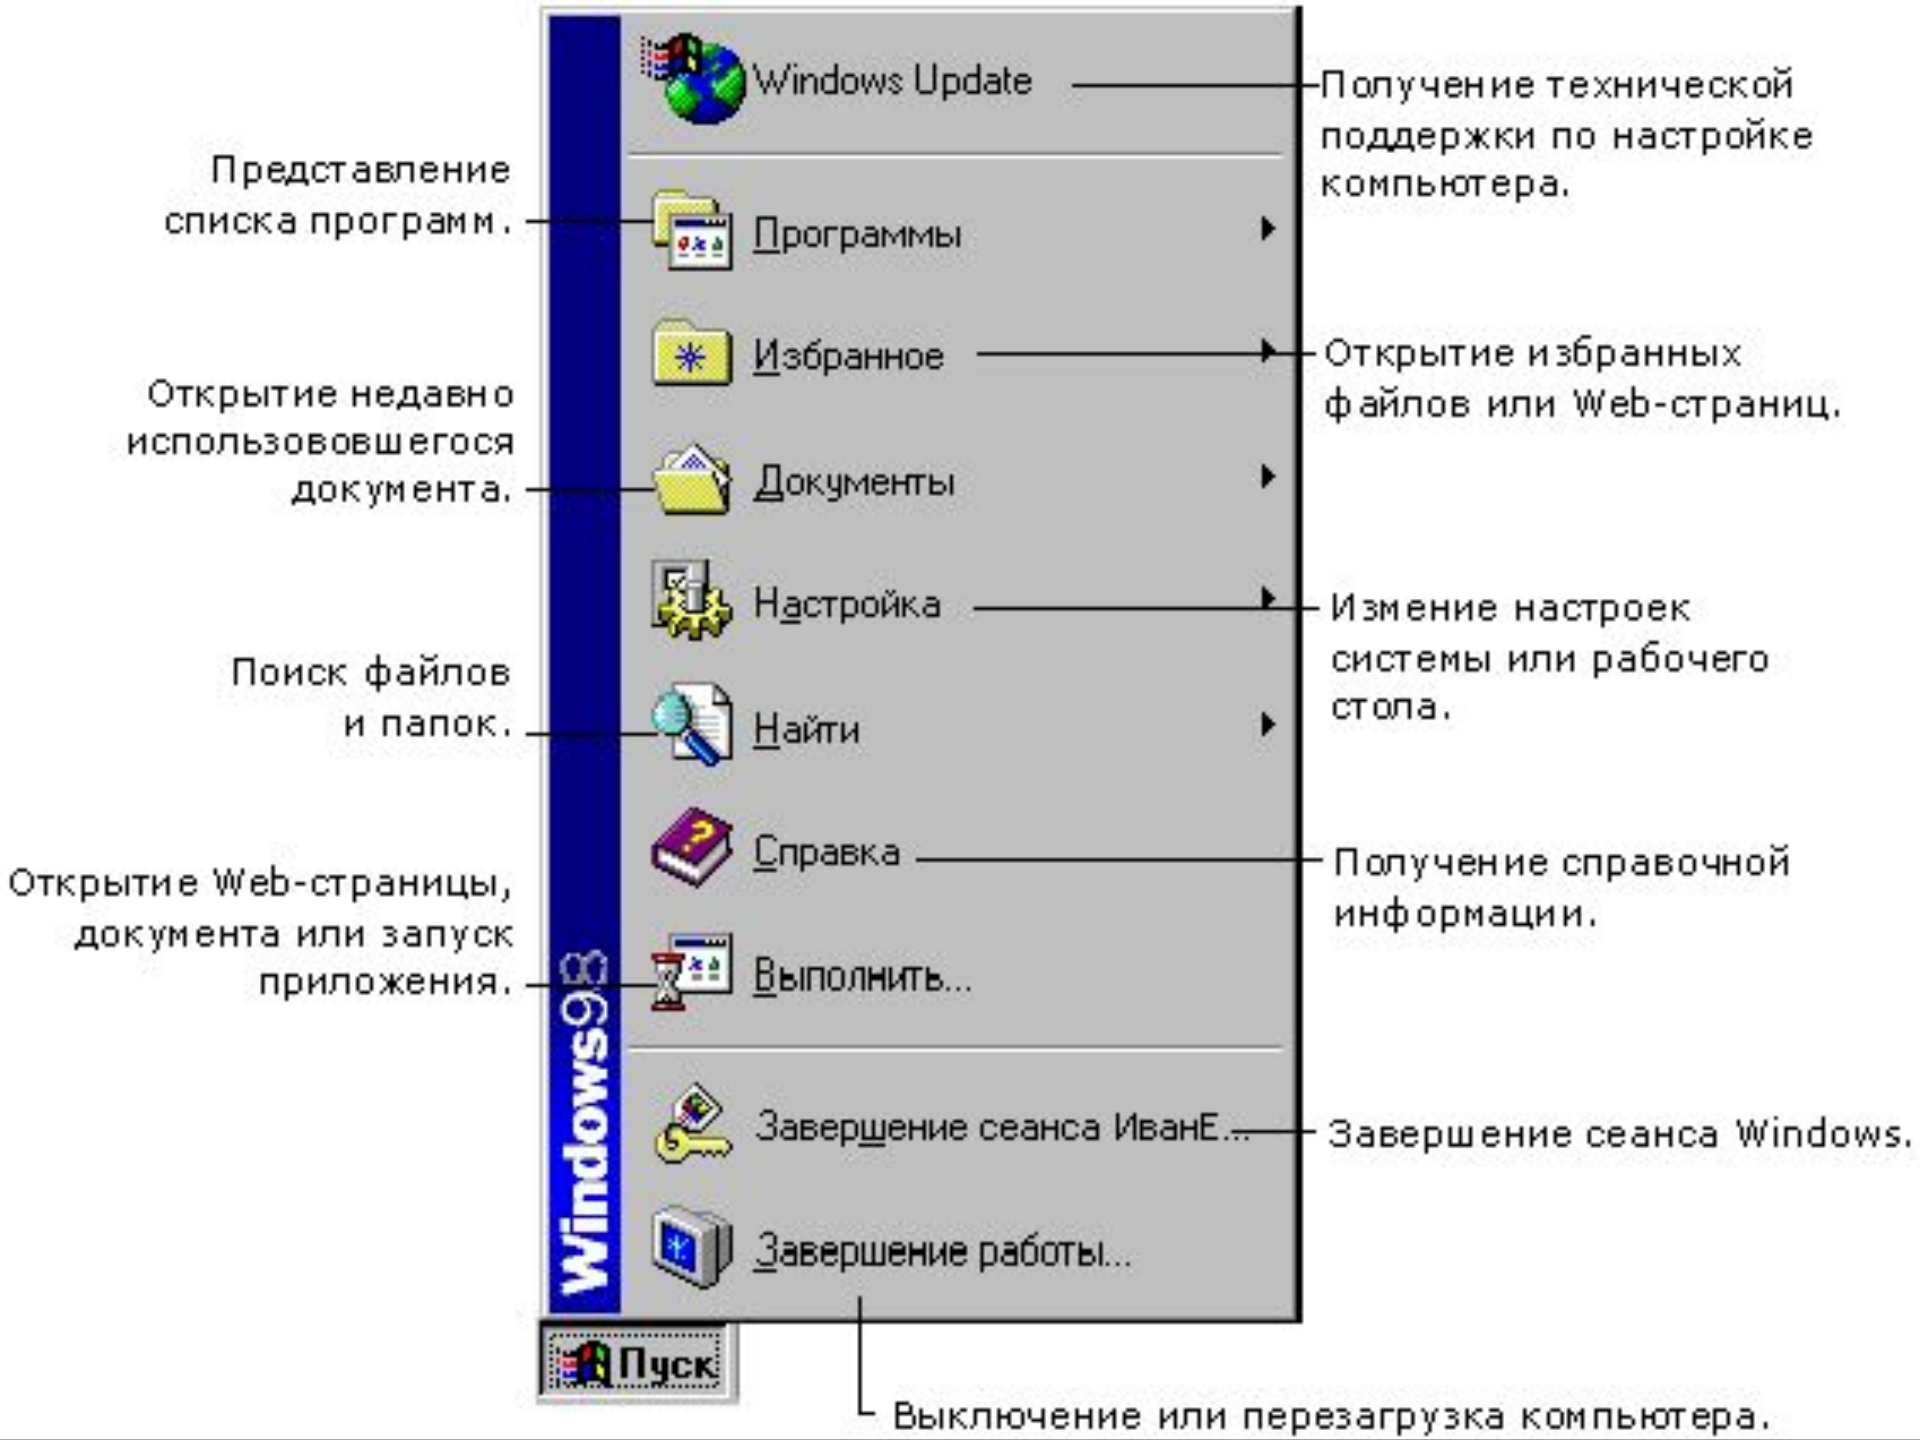 Windows Update
Получение технической
поддержки по настройке
компьютера.
Представление
списка программ.
Программы
Избранное
Открытие избранных
файлов или Web-страниц.
Открытие недавно
использововшегося
документа.
Документы
Настройка
Измение настроек
системы или рабочего
стола.
Поиск файлов
и папок.
Найти
Справка
Получение справочной
информации.
Открытие Web-страницы,
документа или запуск
приложения.
Выполнить...
Windows98
Завершение сеанса ИванЕ...
Завершение сеанса Windows.
Завершение работы...
Пуск
Выключение или перезагрузка компьютера.